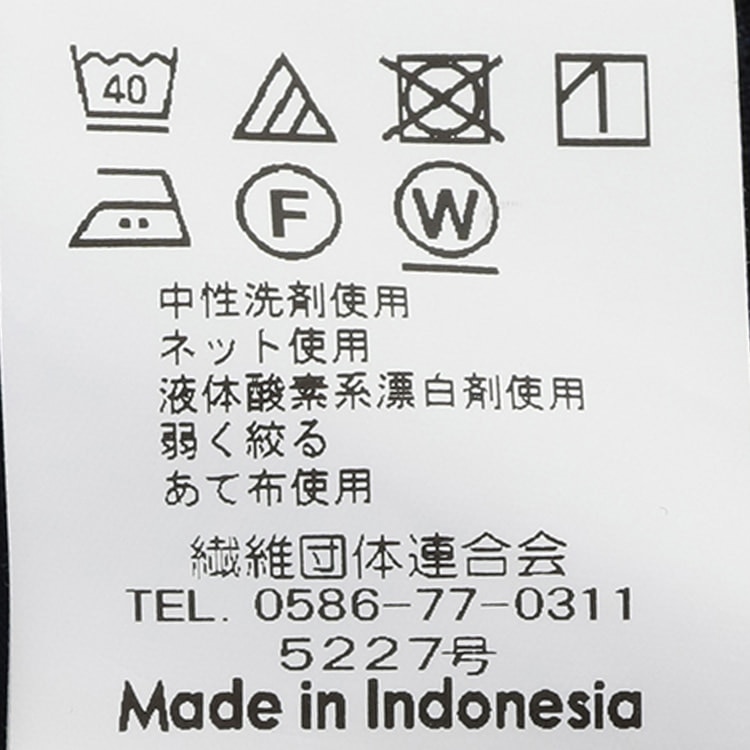 40
F W
中性洗剤使用
ネット使用
液体酸素系漂白剤使用
弱く絞る
あて布使用
繊維団体連合会
TEL. 0586-77-0311
5227号
Made in Indonesia